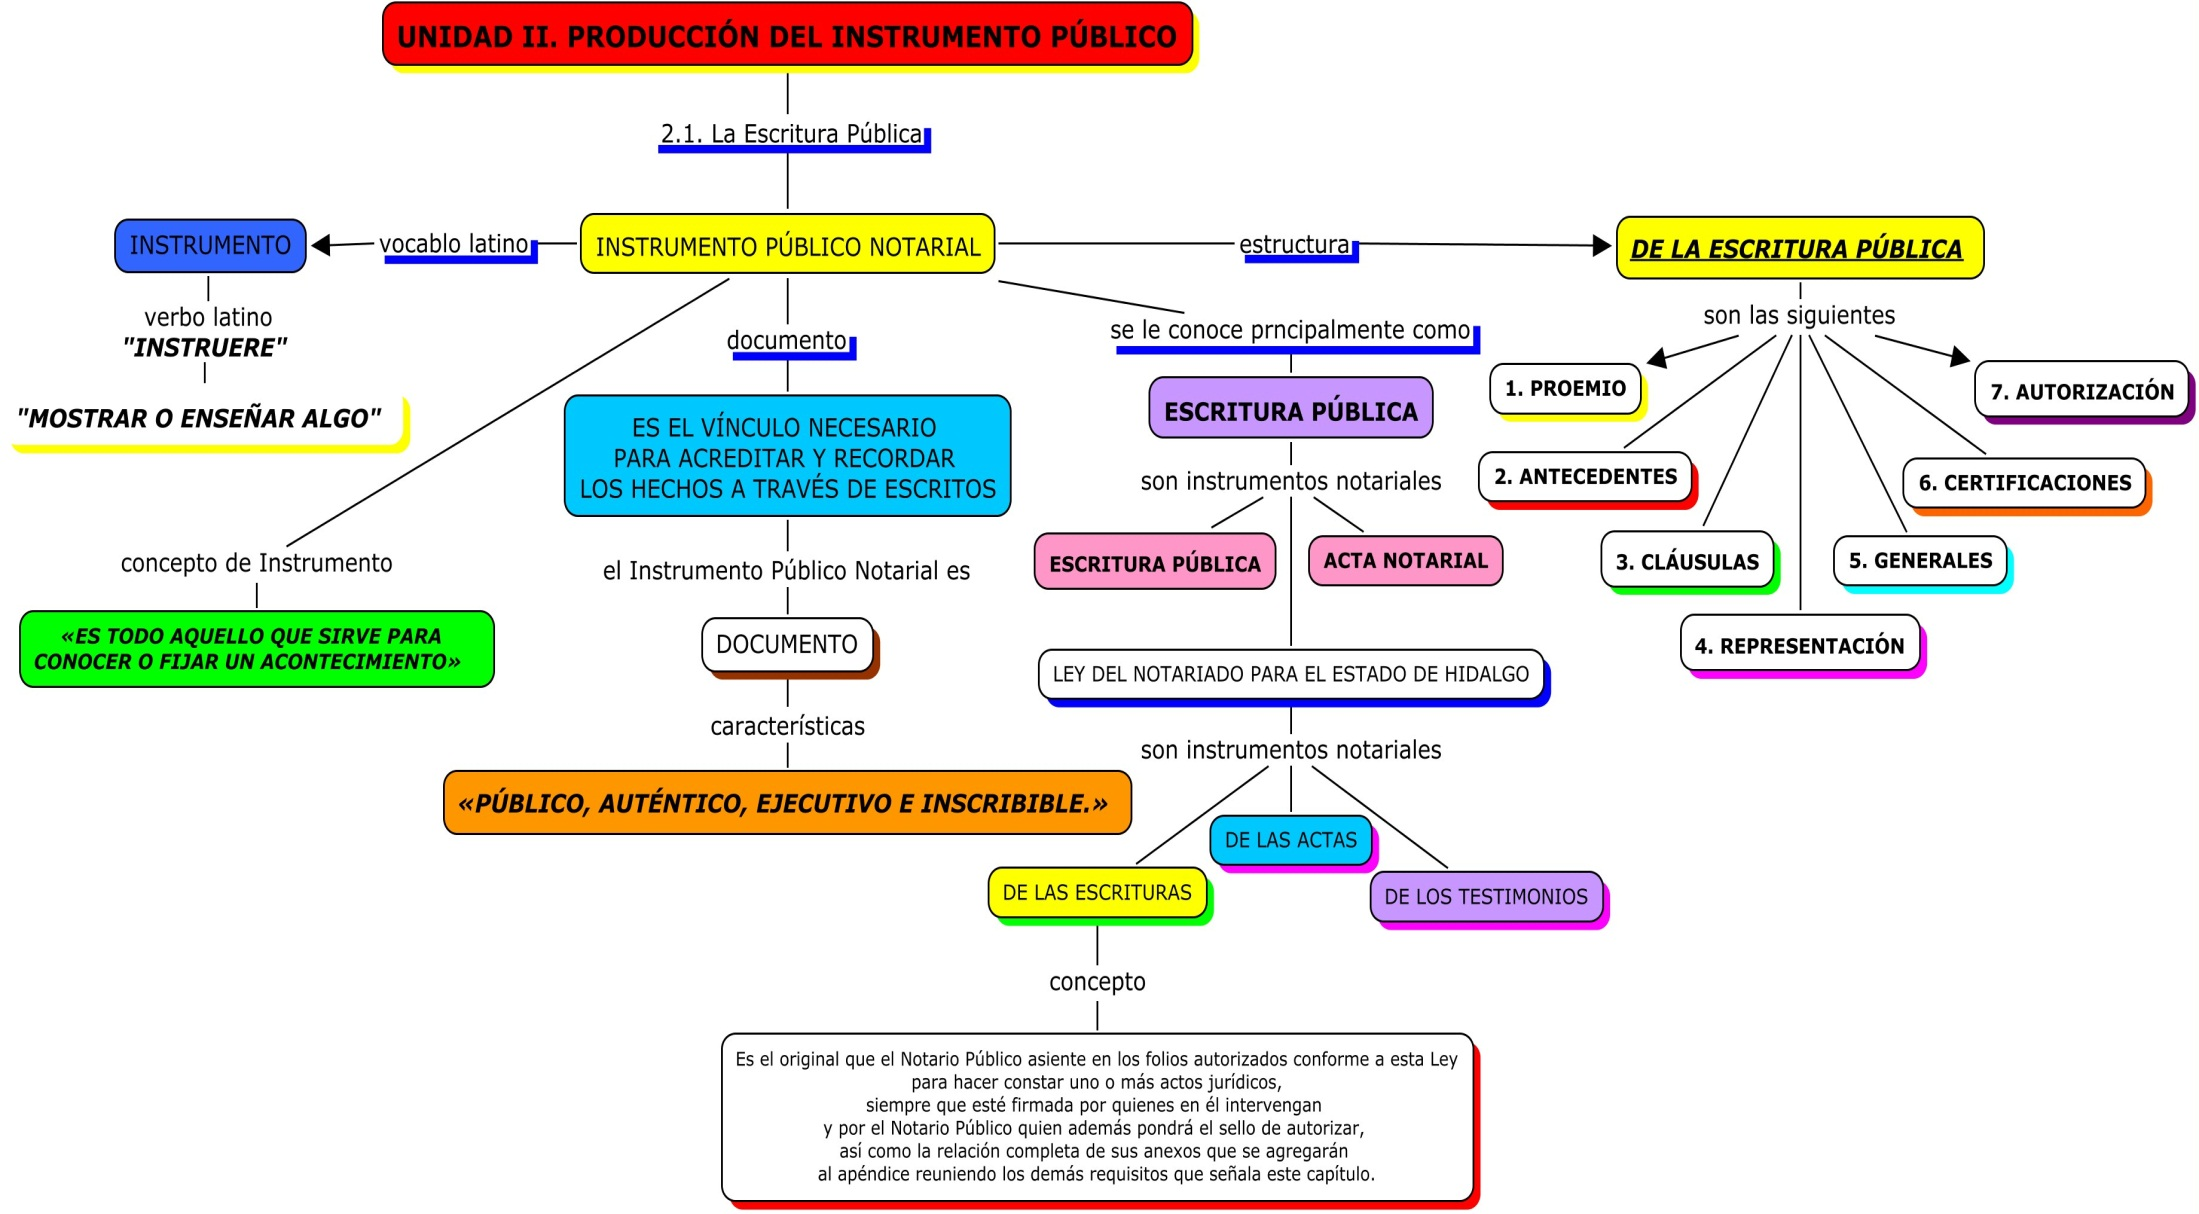 UNIDAD II. PRODUCCIÓN DEL INSTRUMENTO PÚBLICO
2.1. La Escritura Pública
INSTRUMENTO
vocablo latino
INSTRUMENTO PÚBLICO NOTARIAL
estructura
DE LA ESCRITURA PÚBLICA
verbo latino
"INSTRUERE"
"MOSTRAR O ENSEÑAR ALGO"
concepto de Instrumento
«ES TODO AQUELLO QUE SIRVE PARA
CONOCER O FIJAR UN ACONTECIMIENTO»
documento
ES EL VÍNCULO NECESARIO
PARA ACREDITAR Y RECORDAR
LOS HECHOS A TRAVÉS DE ESCRITOS
el Instrumento Público Notarial es
DOCUMENTO
características
«PÚBLICO, AUTÉNTICO, EJECUTIVO E INSCRIBIBLE.»
se le conoce prncipalmente como
ESCRITURA PÚBLICA
son instrumentos notariales
ESCRITURA PÚBLICA
ACTA NOTARIAL
LEY DEL NOTARIADO PARA EL ESTADO DE HIDALGO
son instrumentos notariales
DE LAS ESCRITURAS
DE LAS ACTAS
DE LOS TESTIMONIOS
concepto
Es el original que el Notario Público asiente en los folios autorizados conforme a esta Ley
para hacer constar uno o más actos jurídicos,
siempre que esté firmada por quienes en él intervengan
y por el Notario Público quien además pondrá el sello de autorizar,
así como la relación completa de sus anexos que se agregarán
al apéndice reuniendo los demás requisitos que señala este capítulo.
son las siguientes
1. PROEMIO
2. ANTECEDENTES
3. CLÁUSULAS
4. REPRESENTACIÓN
5. GENERALES
6. CERTIFICACIONES
7. AUTORIZACIÓN